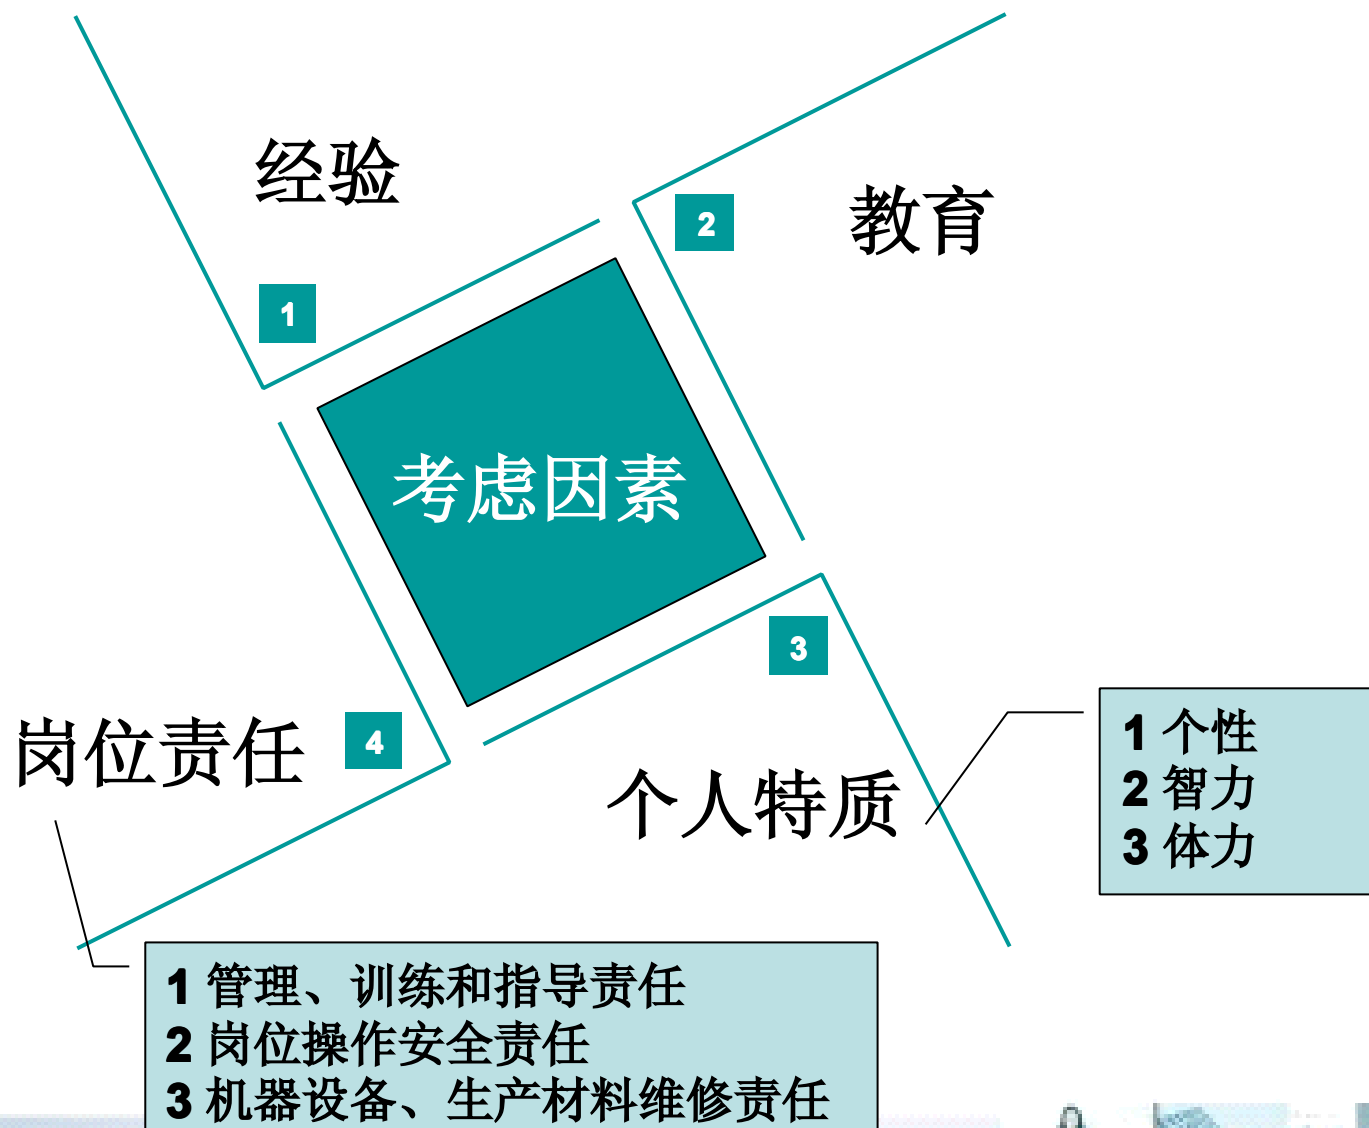 经验
1
2
教育
考虑因素
3
个人特质
岗位责任
4
1 个性
2 智力
3 体力
1 管理、训练和指导责任
2 岗位操作安全责任
3 机器设备、生产材料维修责任